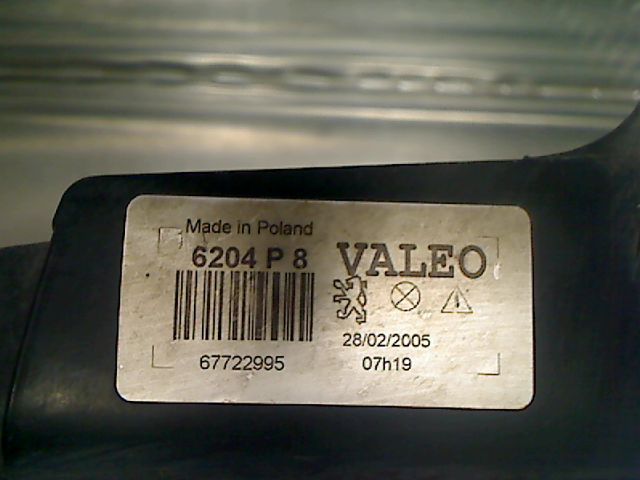 Made in Poland
6204 P 8
VALEO
28/02/2005
67722995
07h19